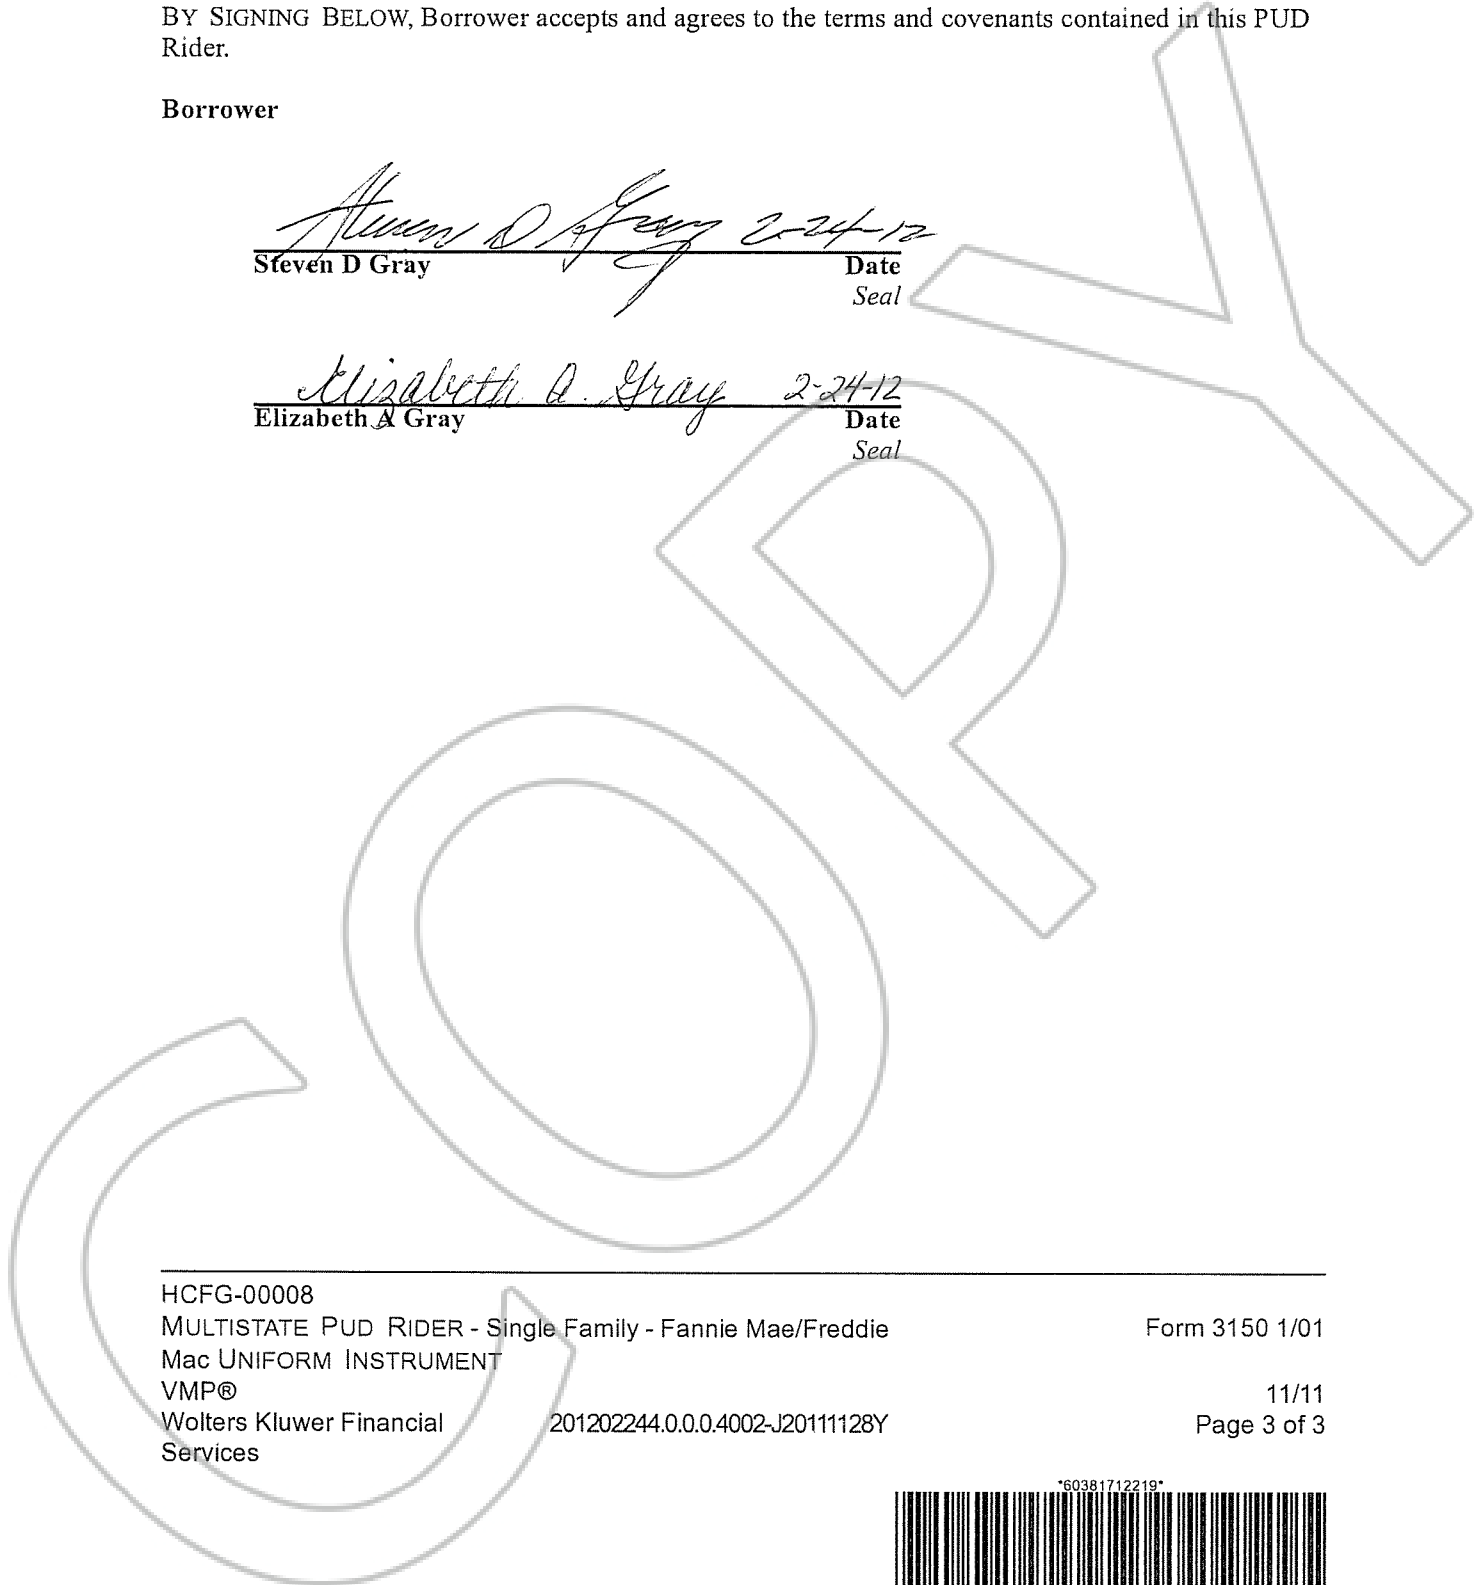 BY SIGNING BELOW, Borrower accepts and agrees to the terms and covenants contained in this PUD
Rider.
Borrower
Steven D Gray 2-24-12
Steven D Gray Date
Seal
Elizabeth A. Gray 2-24-12
Elizabeth A Gray Date
Seal
COPY
HCFG-00008
MULTISTATE PUD RIDER - Single Family - Fannie Mae/Freddie Form 3150 1/01
Mac UNIFORM INSTRUMENT
VMP® 11/11
Wolters Kluwer Financial 201202244.0.0.0.4002-J20111128Y Page 3 of 3
Services
*60381712219*